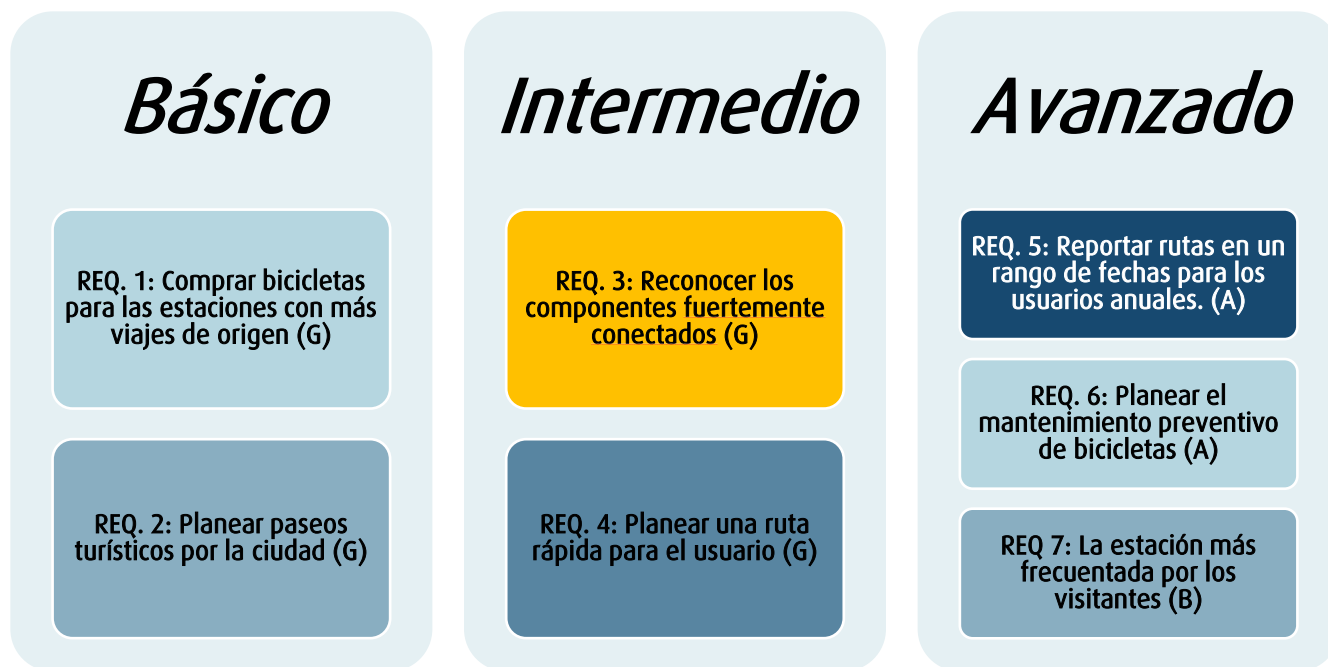 Básico
REQ. 1: Comprar bicicletas
para las estaciones con más
viajes de origen (G)
REQ. 2: Planear paseos
turísticos por la ciudad (G)
Intermedio
REQ. 3: Reconocer los
componentes fuertemente
conectados (G)
REQ. 4: Planear una ruta
rápida para el usuario (G)
Avanzado
REQ. 5: Reportar rutas en un
rango de fechas para los
usuarios anuales. (A)
REQ. 6: Planear el
mantenimiento preventivo
de bicicletas (A)
REQ 7: La estación más
frecuentada por los
visitantes (B)